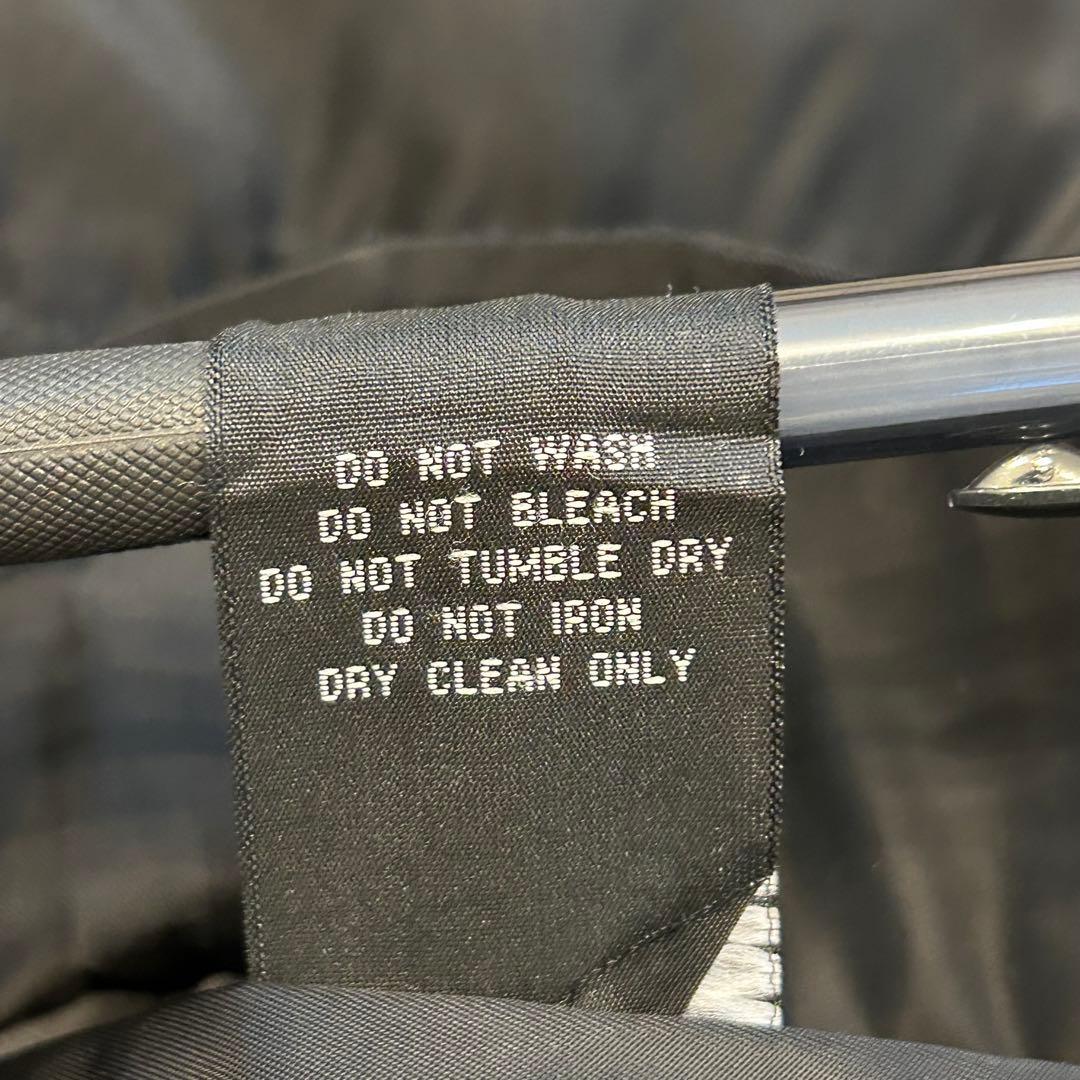 DO NOT WASH
DO NOT BLEACH
DO NOT TUMBLE DRY
DO NOT IRON
DRY CLEAN ONLY